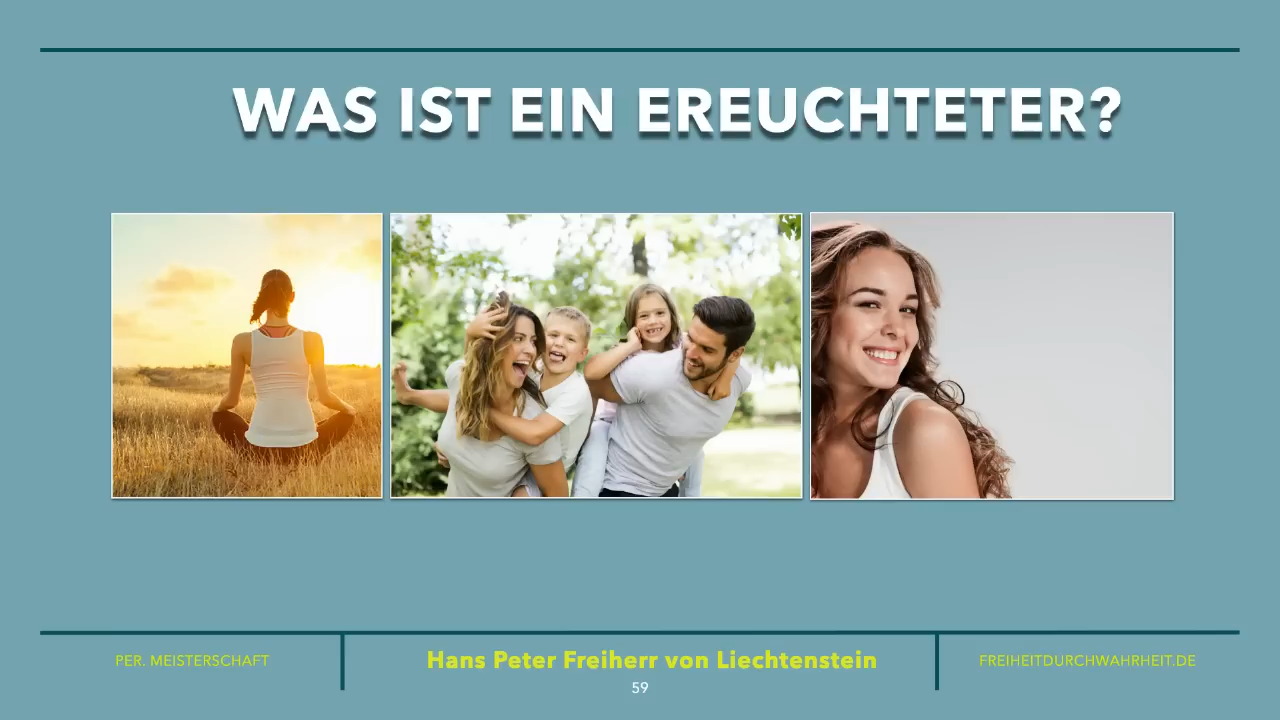 WAS IST EIN EREUCHTETER?
PER. MEISTERSCHAFT
Hans Peter Freiherr von Liechtenstein
FREIHEITDURCHWAHRHEIT.DE
59